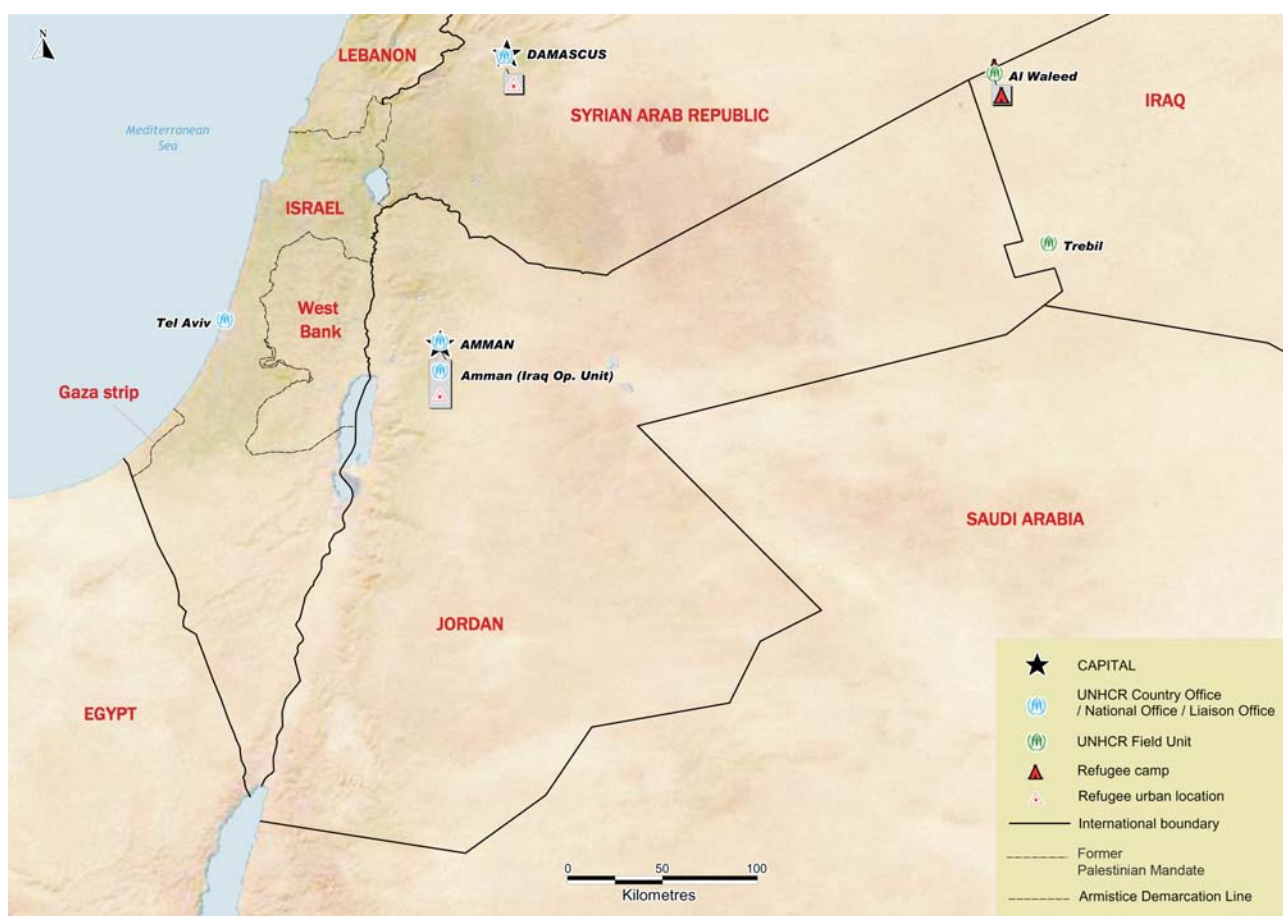 N
LEBANON
DAMASCUS
Al Waleed
IRAQ
SYRIAN ARAB REPUBLIC
Mediterranean
Sea
ISRAEL
Trebil
West
Bank
Tel Aviv
AMMAN
Amman (Iraq Op. Unit)
Gaza strip
SAUDI ARABIA
JORDAN
EGYPT
CAPITAL
UNHCR Country Office
/ National Office / Liaison Office
UNHCR Field Unit
Refugee camp
Refugee urban location
International boundary
Former
Palestinian Mandate
Armistice Demarcation Line
0 50 100
Kilometres